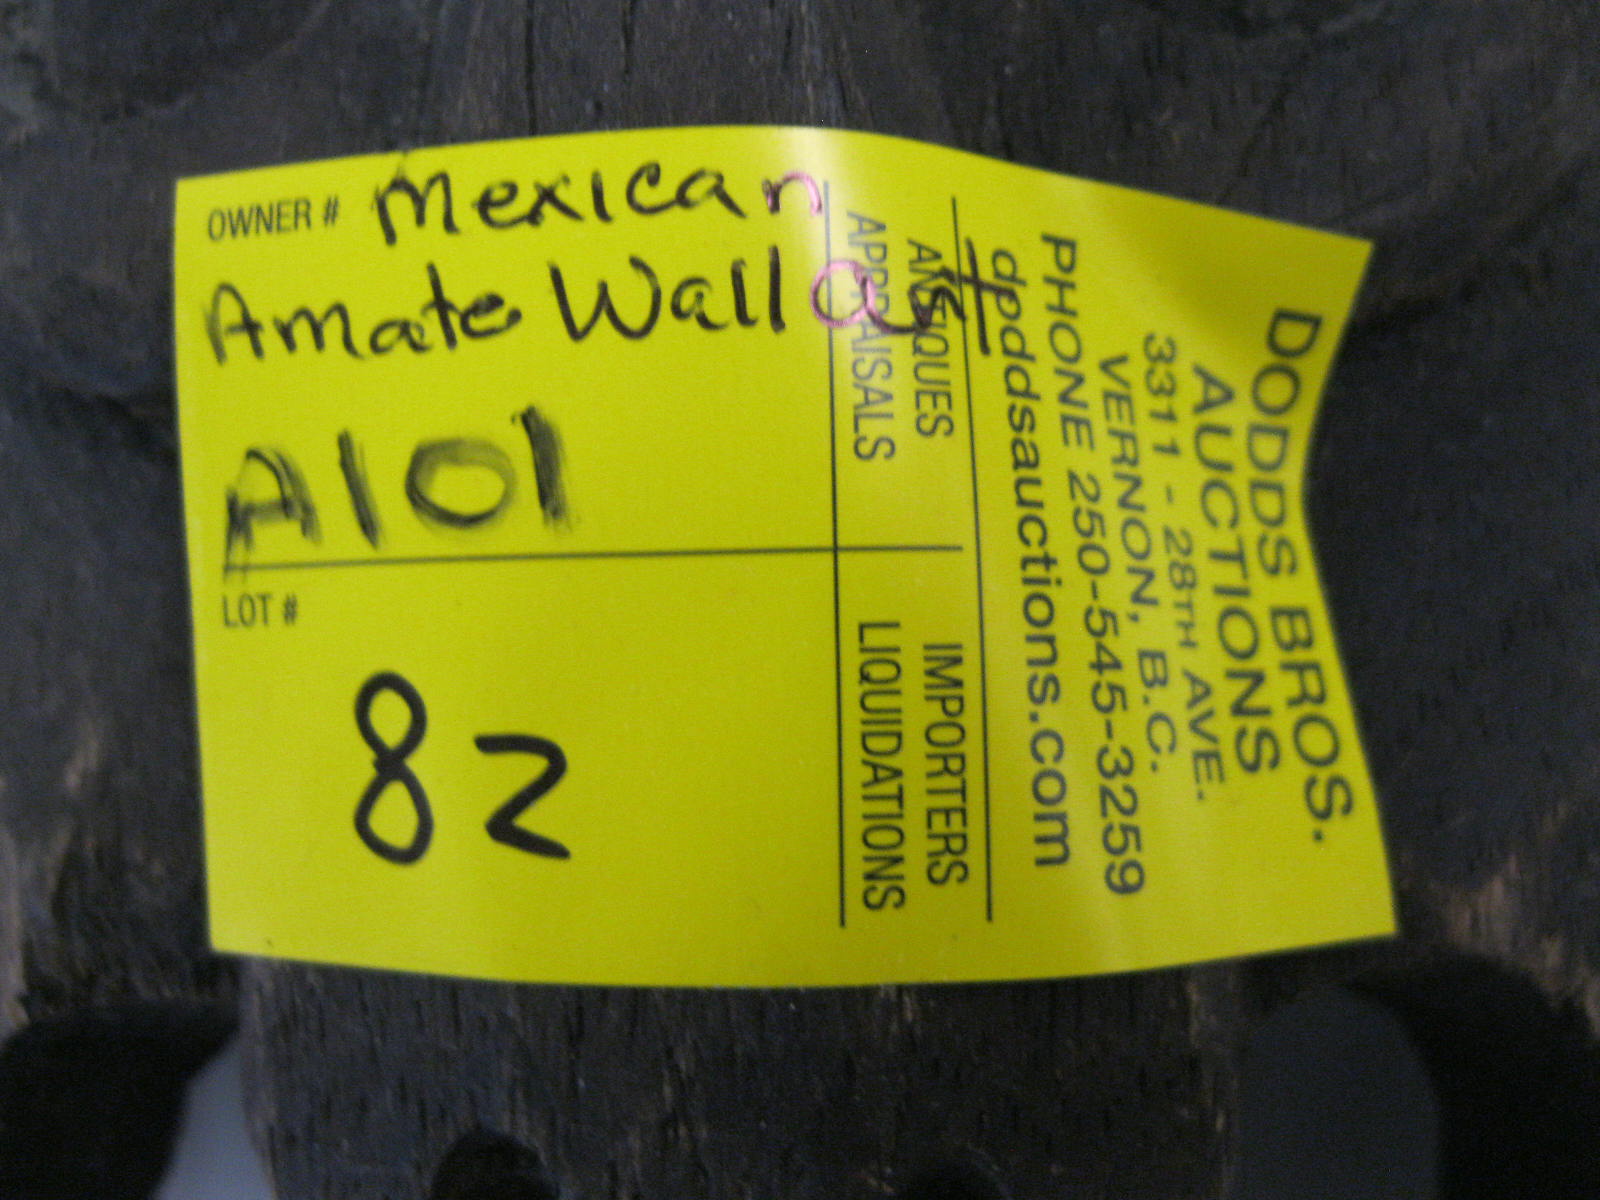 OWNER # Mexican
Amate Wall art
A101
LOT #
82
DODDS BROS.
AUCTIONS
3311 - 28TH AVE.
VERNON, B.C.
PHONE 250-545-3259
dpddsauctions.com
ANTIQUES IMPORTERS
APPRAISALS LIQUIDATIONS